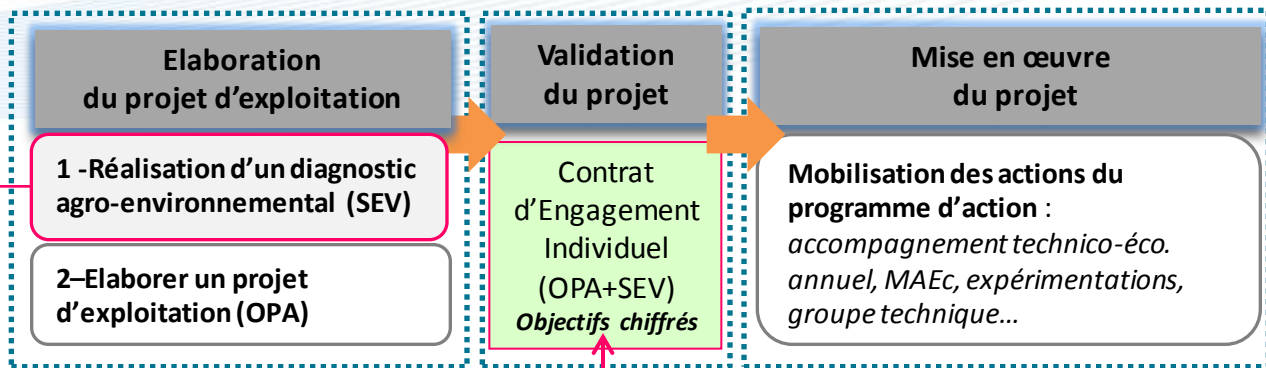 Elaboration
du projet d'exploitation
1 -Réalisation d'un diagnostic
agro-environnemental (SEV)
2–Elaborer un projet
d'exploitation (OPA)
Validation
du projet
Contrat
d'Engagement
Individuel
(OPA+SEV)
Objectifs chiffrés
Mise en œuvre
du projet
Mobilisation des actions du
programme d'action :
accompagnement technico-éco.
annuel, MAEc, expérimentations,
groupe technique…